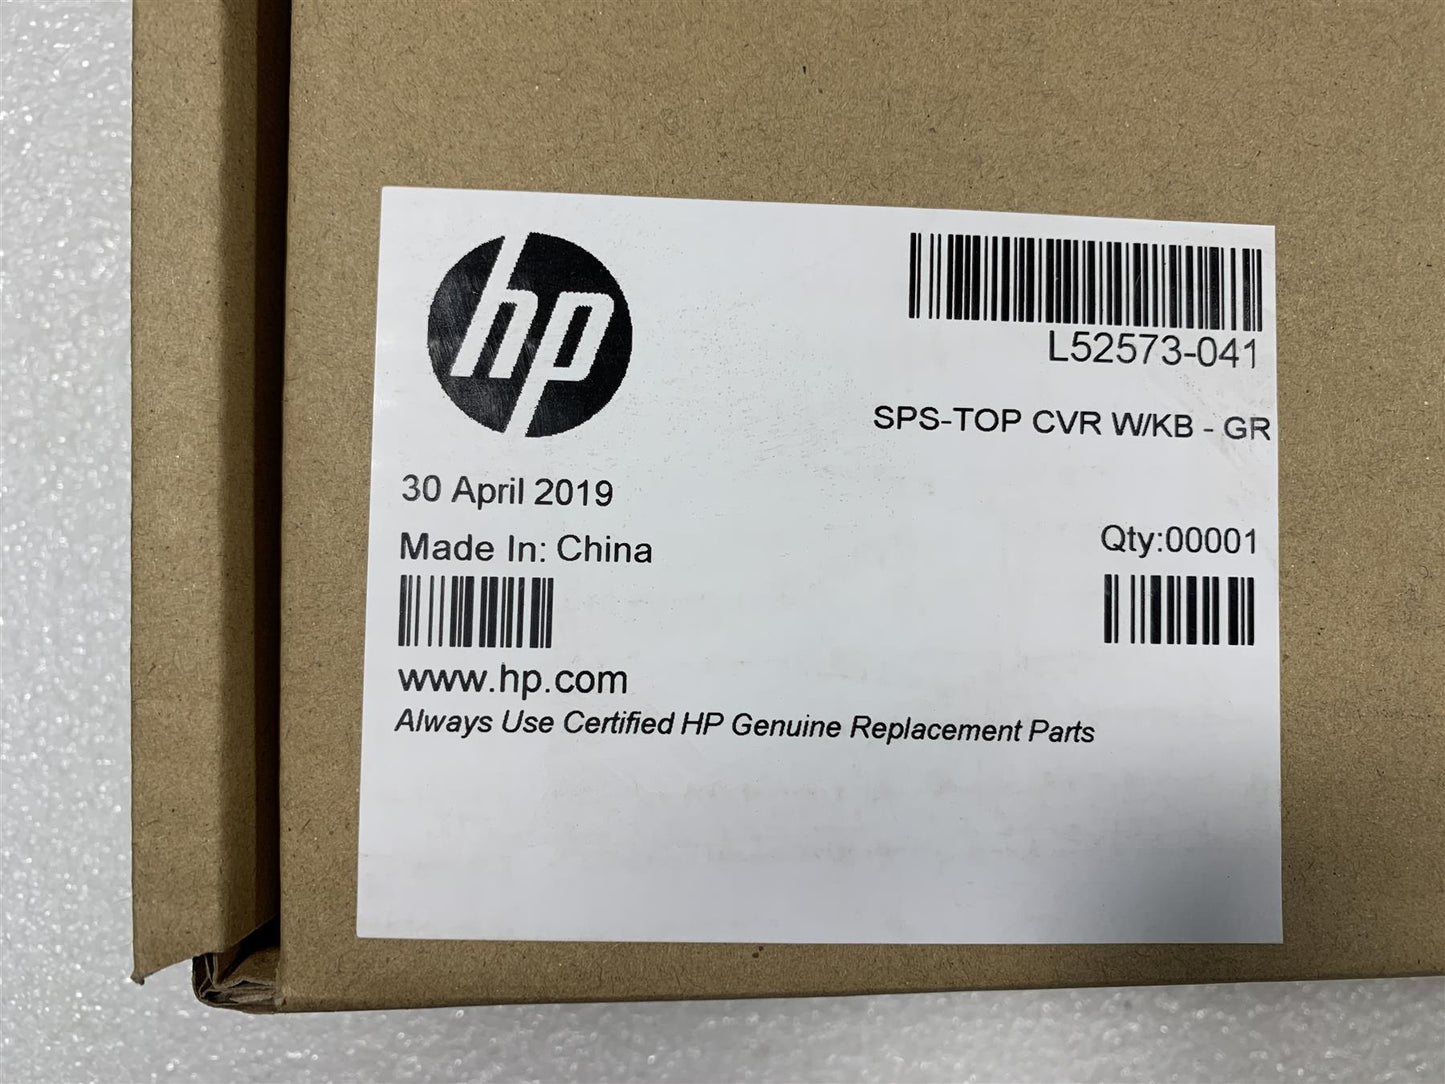 hp
L52573-041
SPS-TOP CVR W/KB - GR
30 April 2019
Made In: China
Qty:00001
www.hp.com
Always Use Certified HP Genuine Replacement Parts